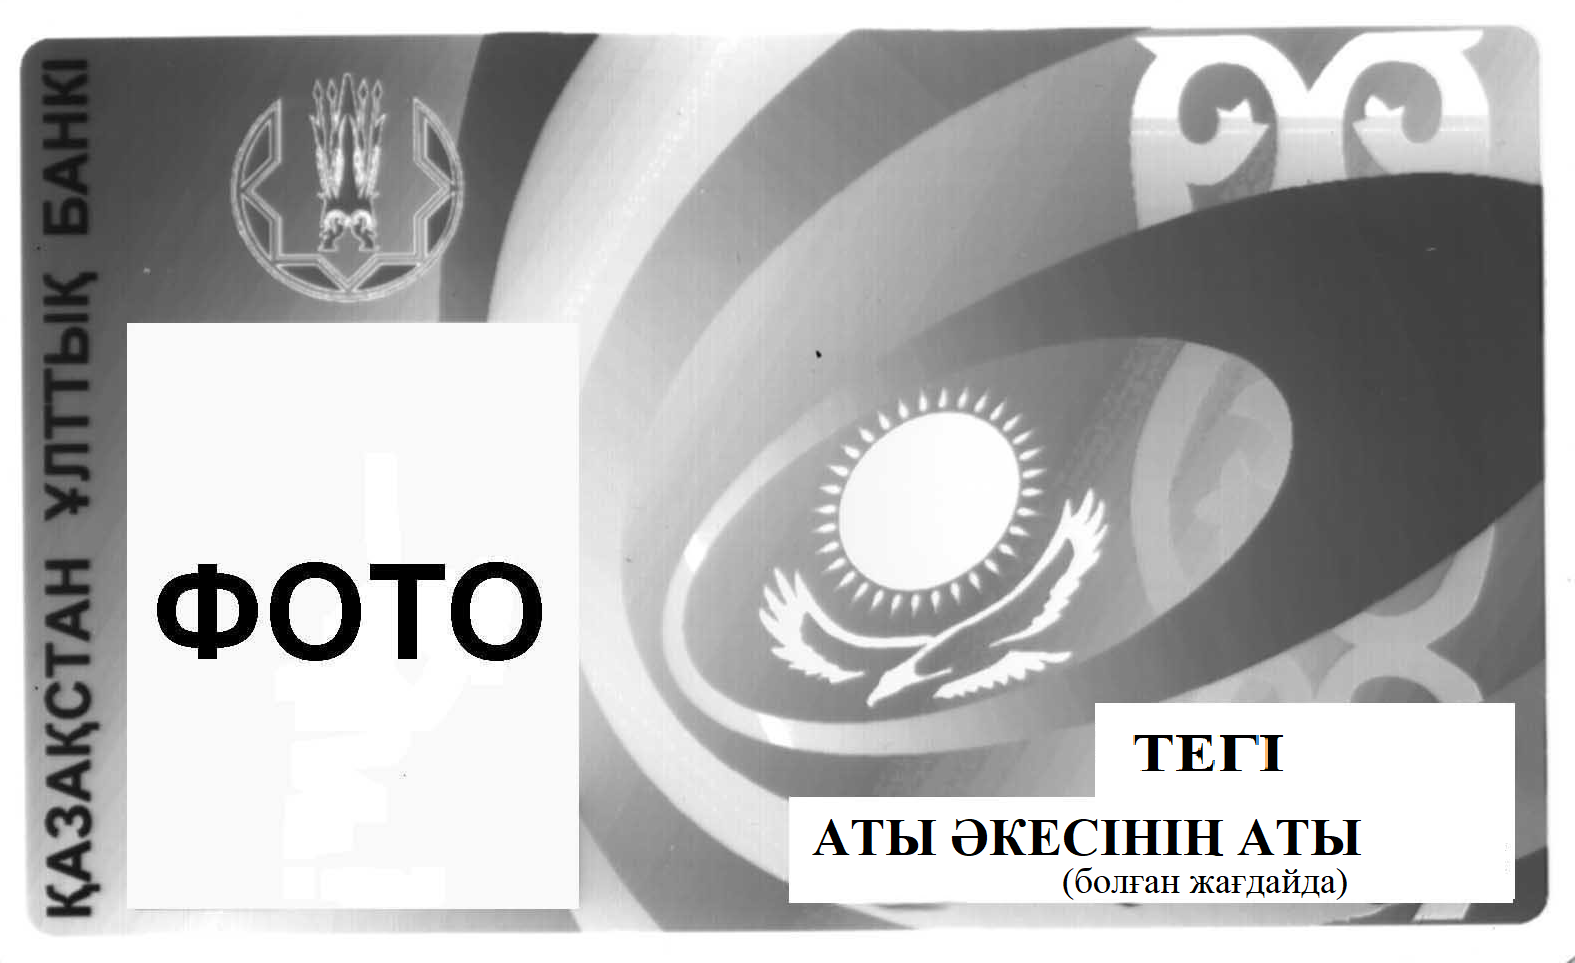 ҚАЗАҚСТАН ҰЛТТЫҚ БАНКІ
ФОТО
ТЕГІ
АТЫ ӘКЕСІНІҢ АТЫ
(болған жағдайда)